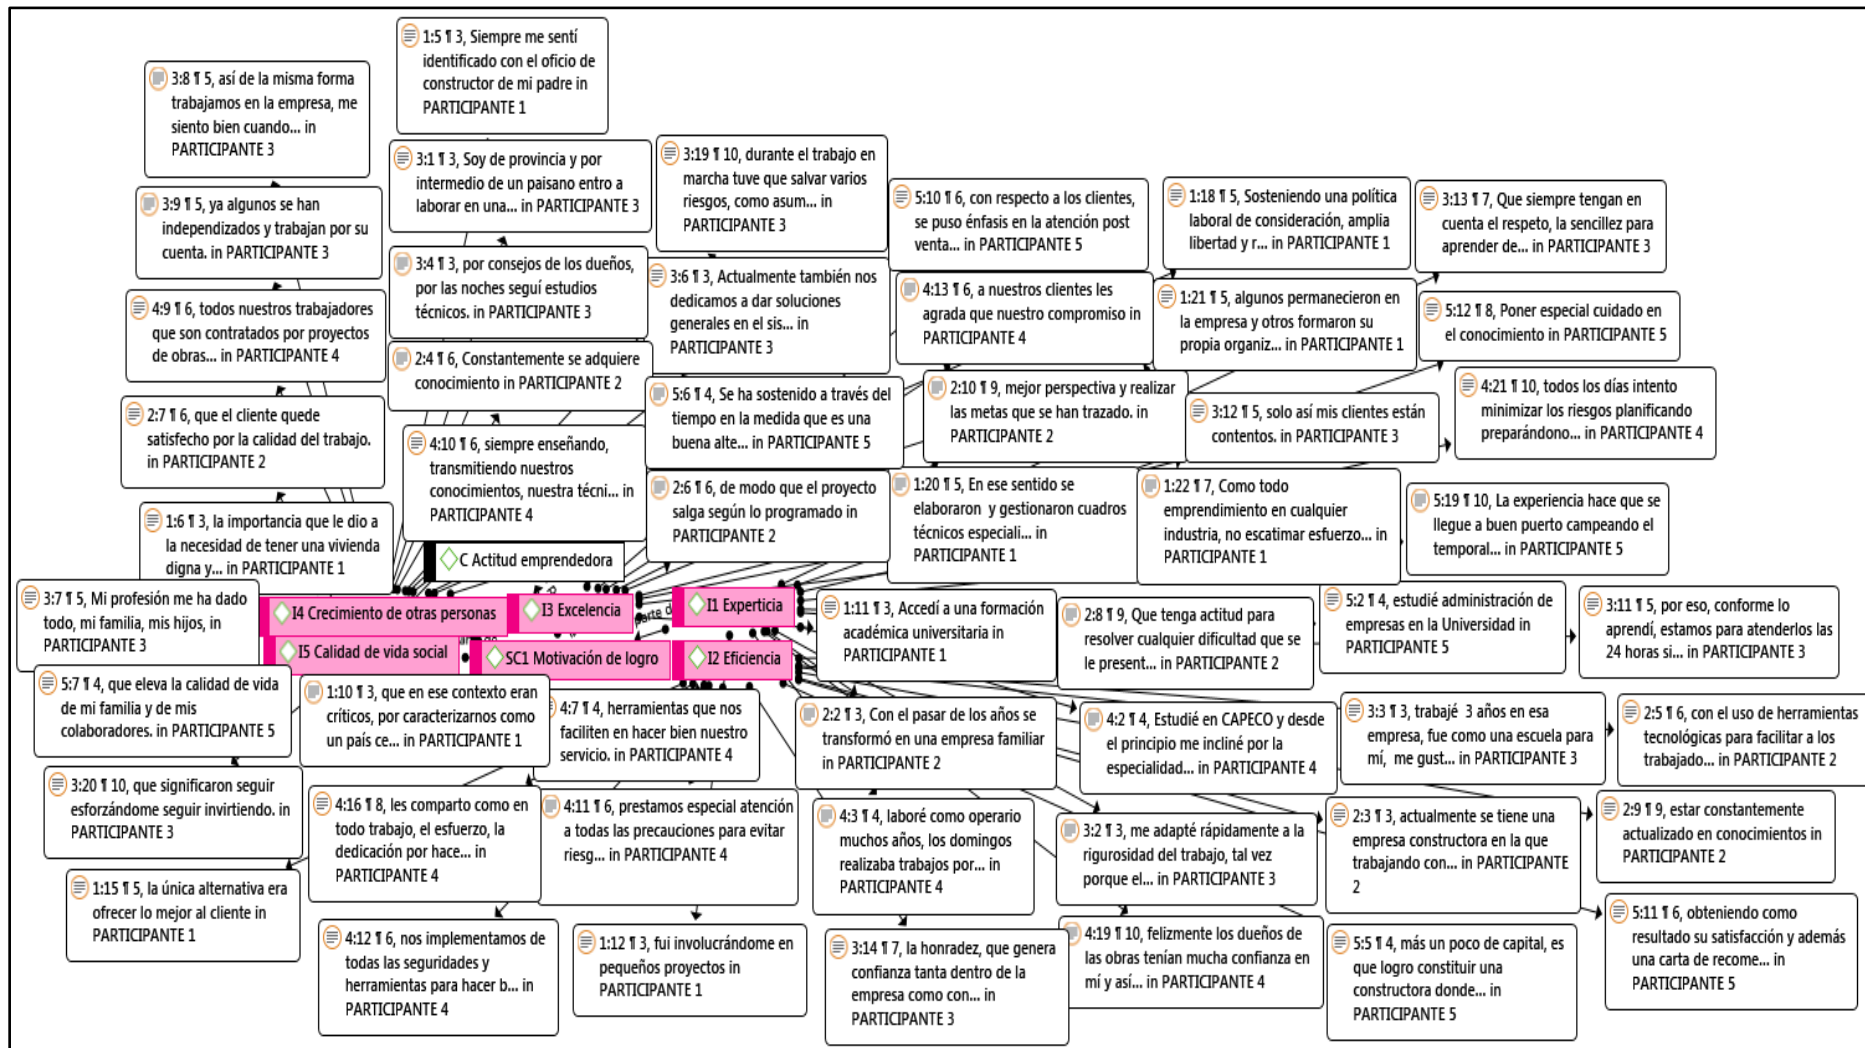 1:5 ¶ 3, Siempre me sentí
identificado con el oficio de
constructor de mi padre in
PARTICIPANTE 1
3:8 ¶ 5, así de la misma forma
trabajamos en la empresa, me
siento bien cuando... in
PARTICIPANTE 3
3:1 ¶ 3, Soy de provincia y por
intermedio de un paisano entro a
laborar en una... in PARTICIPANTE 3
3:19 ¶ 10, durante el trabajo en
marcha tuve que salvar varios
riesgos, como asum... in
PARTICIPANTE 3
5:10 ¶ 6, con respecto a los clientes,
se puso énfasis en la atención post
venta... in PARTICIPANTE 5
1:18 ¶ 5, Sosteniendo una política
laboral de consideración, amplia
libertad y r... in PARTICIPANTE 1
3:13 ¶ 7, Que siempre tengan en
cuenta el respeto, la sencillez para
aprender de... in PARTICIPANTE 3
3:9 ¶ 5, ya algunos se han
independizados y trabajan por su
cuenta. in PARTICIPANTE 3
3:4 ¶ 3, por consejos de los dueños,
por las noches seguí estudios
técnicos. in PARTICIPANTE 3
3:6 ¶ 3, Actualmente también nos
dedicamos a dar soluciones
generales en el sis... in
PARTICIPANTE 3
4:13 ¶ 6, a nuestros clientes les
agrada que nuestro compromiso in
PARTICIPANTE 4
1:21 ¶ 5, algunos permanecieron en
la empresa y otros formaron su
propia organiz... in PARTICIPANTE 1
5:12 ¶ 8, Poner especial cuidado en
el conocimiento in PARTICIPANTE 5
4:9 ¶ 6, todos nuestros trabajadores
que son contratados por proyectos
de obras... in PARTICIPANTE 4
2:4 ¶ 6, Constantemente se adquiere
conocimiento in PARTICIPANTE 2
5:6 ¶ 4, Se ha sostenido a través del
tiempo en la medida que es una
buena alte... in PARTICIPANTE 5
2:10 ¶ 9, mejor perspectiva y realizar
las metas que se han trazado. in
PARTICIPANTE 2
3:12 ¶ 5, solo así mis clientes están
contentos. in PARTICIPANTE 3
4:21 ¶ 10, todos los días intento
minimizar los riesgos planificando
preparándono... in PARTICIPANTE 4
2:7 ¶ 6, que el cliente quede
satisfecho por la calidad del trabajo.
in PARTICIPANTE 2
4:10 ¶ 6, siempre enseñando,
transmitiendo nuestros
conocimientos, nuestra técni... in
PARTICIPANTE 4
2:6 ¶ 6, de modo que el proyecto
salga según lo programado in
PARTICIPANTE 2
1:20 ¶ 5, En ese sentido se
elaboraron y gestionaron cuadros
técnicos especiali... in
PARTICIPANTE 1
1:22 ¶ 7, Como todo
emprendimiento en cualquier
industria, no escatimar esfuerzo... in
PARTICIPANTE 1
5:19 ¶ 10, La experiencia hace que se
llegue a buen puerto campeando el
temporal... in PARTICIPANTE 5
1:6 ¶ 3, la importancia que le dio a
la necesidad de tener una vivienda
digna y... in PARTICIPANTE 1
C Actitud emprendedora
3:7 ¶ 5, Mi profesión me ha dado
todo, mi familia, mis hijos, in
PARTICIPANTE 3
I4 Crecimiento de otras personas
I3 Excelencia
I1 Experticia
I5 Calidad de vida social
SC1 Motivación de logro
I2 Eficiencia
1:11 ¶ 3, Accedí a una formación
académica universitaria in
PARTICIPANTE 1
2:8 ¶ 9, Que tenga actitud para
resolver cualquier dificultad que se
le present... in PARTICIPANTE 2
5:2 ¶ 4, estudié administración de
empresas en la Universidad in
PARTICIPANTE 5
3:11 ¶ 5, por eso, conforme lo
aprendí, estamos para atenderlos las
24 horas si... in PARTICIPANTE 3
5:7 ¶ 4, que eleva la calidad de vida
de mi familia y de mis
colaboradores. in PARTICIPANTE 5
1:10 ¶ 3, que en ese contexto eran
críticos, por caracterizarnos como
un país ce... in PARTICIPANTE 1
4:7 ¶ 4, herramientas que nos
faciliten en hacer bien nuestro
servicio. in PARTICIPANTE 4
2:2 ¶ 3, Con el pasar de los años se
transformó en una empresa familiar
in PARTICIPANTE 2
4:2 ¶ 4, Estudié en CAPECO y desde
el principio me incliné por la
especialidad... in PARTICIPANTE 4
3:3 ¶ 3, trabajé 3 años en esa
empresa, fue como una escuela para
mí, me gust... in PARTICIPANTE 3
2:5 ¶ 6, con el uso de herramientas
tecnológicas para facilitar a los
trabajado... in PARTICIPANTE 2
3:20 ¶ 10, que significaron seguir
esforzándome seguir invirtiendo. in
PARTICIPANTE 3
4:16 ¶ 8, les comparto como en
todo trabajo, el esfuerzo, la
dedicación por hace... in
PARTICIPANTE 4
4:11 ¶ 6, prestamos especial atención
a todas las precauciones para evitar
riesg... in PARTICIPANTE 4
4:3 ¶ 4, laboré como operario
muchos años, los domingos
realizaba trabajos por... in
PARTICIPANTE 4
3:2 ¶ 3, me adapté rápidamente a la
rigurosidad del trabajo, tal vez
porque el... in PARTICIPANTE 3
2:3 ¶ 3, actualmente se tiene una
empresa constructora en la que
trabajando con... in PARTICIPANTE
2
2:9 ¶ 9, estar constantemente
actualizado en conocimientos in
PARTICIPANTE 2
1:15 ¶ 5, la única alternativa era
ofrecer lo mejor al cliente in
PARTICIPANTE 1
4:12 ¶ 6, nos implementamos de
todas las seguridades y
herramientas para hacer b... in
PARTICIPANTE 4
1:12 ¶ 3, fui involucrándome en
pequeños proyectos in
PARTICIPANTE 1
3:14 ¶ 7, la honradez, que genera
confianza tanta dentro de la
empresa como con... in
PARTICIPANTE 3
4:19 ¶ 10, felizmente los dueños de
las obras tenían mucha confianza en
mí y así... in PARTICIPANTE 4
5:5 ¶ 4, más un poco de capital, es
que logro constituir una
constructora donde... in
PARTICIPANTE 5
5:11 ¶ 6, obteniendo como
resultado su satisfacción y además
una carta de recome... in
PARTICIPANTE 5